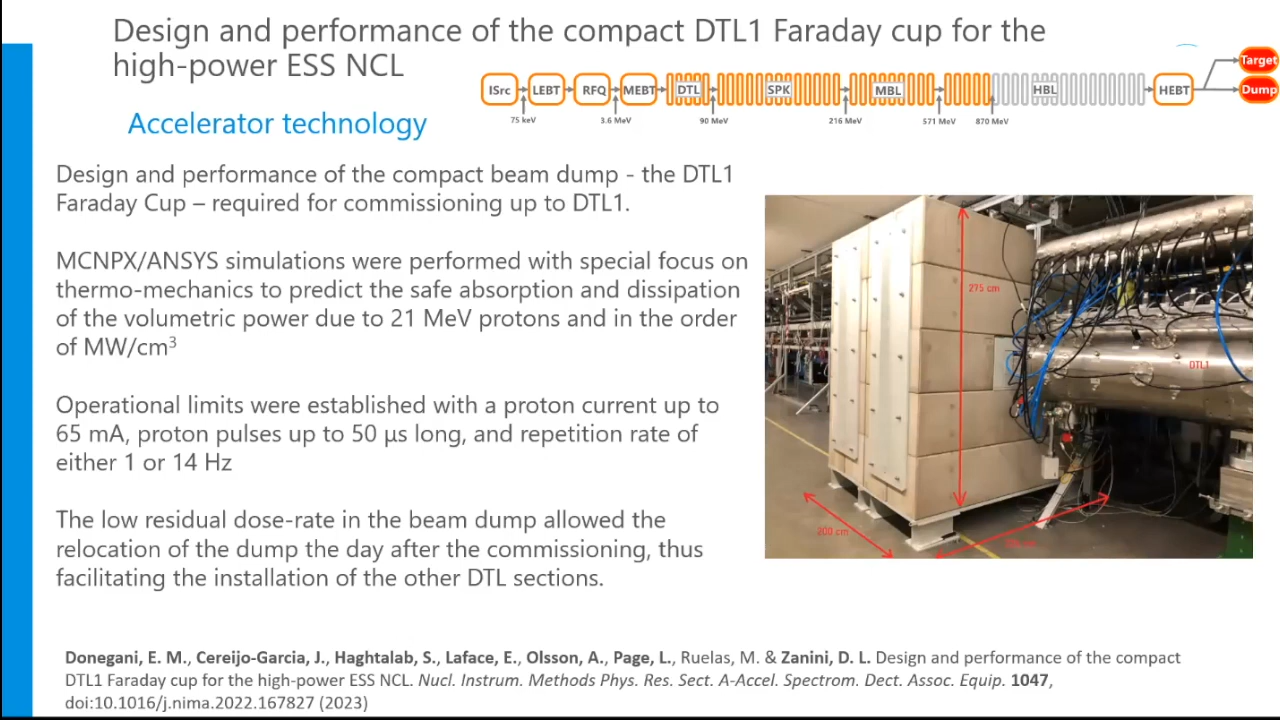 Design and performance of the compact DTL1 Faraday cup for the
high-power ESS NCL
Target
Dump
ISrc
LEBT
RFQ
MEBT
DTL
SPK
MBL
HBL
HEBT
75 keV
3.6 MeV
90 MeV
216 MeV
571 MeV
870 MeV
Accelerator technology
Design and performance of the compact beam dump - the DTL1
Faraday Cup – required for commissioning up to DTL1.
MCNPX/ANSYS simulations were performed with special focus on
thermo-mechanics to predict the safe absorption and dissipation
of the volumetric power due to 21 MeV protons and in the order
of MW/cm³
Operational limits were established with a proton current up to
65 mA, proton pulses up to 50 µs long, and repetition rate of
either 1 or 14 Hz
The low residual dose-rate in the beam dump allowed the
relocation of the dump the day after the commissioning, thus
facilitating the installation of the other DTL sections.
275 cm
DTL1
200 cm
cm
Donegani, E. M., Cereijo-Garcia, J., Haghtalab, S., Laface, E., Olsson, A., Page, L., Ruelas, M. & Zanini, D. L. Design and performance of the compact
DTL1 Faraday cup for the high-power ESS NCL. Nucl. Instrum. Methods Phys. Res. Sect. A-Accel. Spectrom. Dect. Assoc. Equip. 1047,
doi:10.1016/j.nima.2022.167827 (2023)